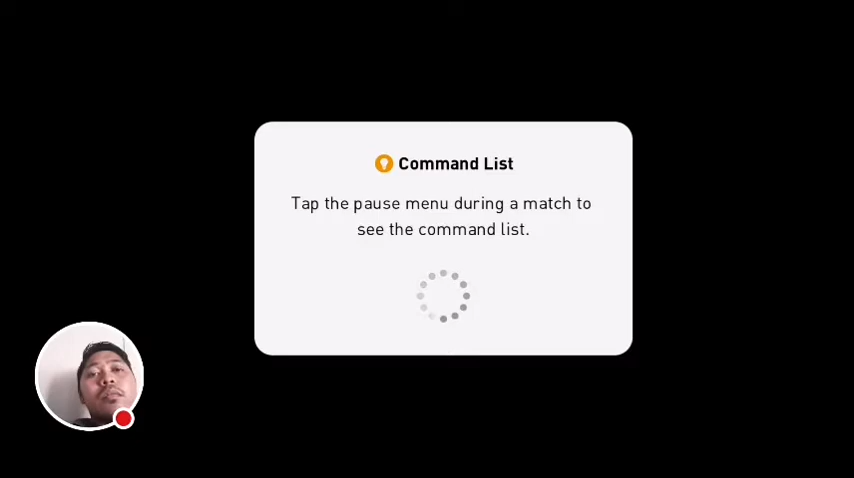 Command List
Tap the pause menu during a match to
see the command list.